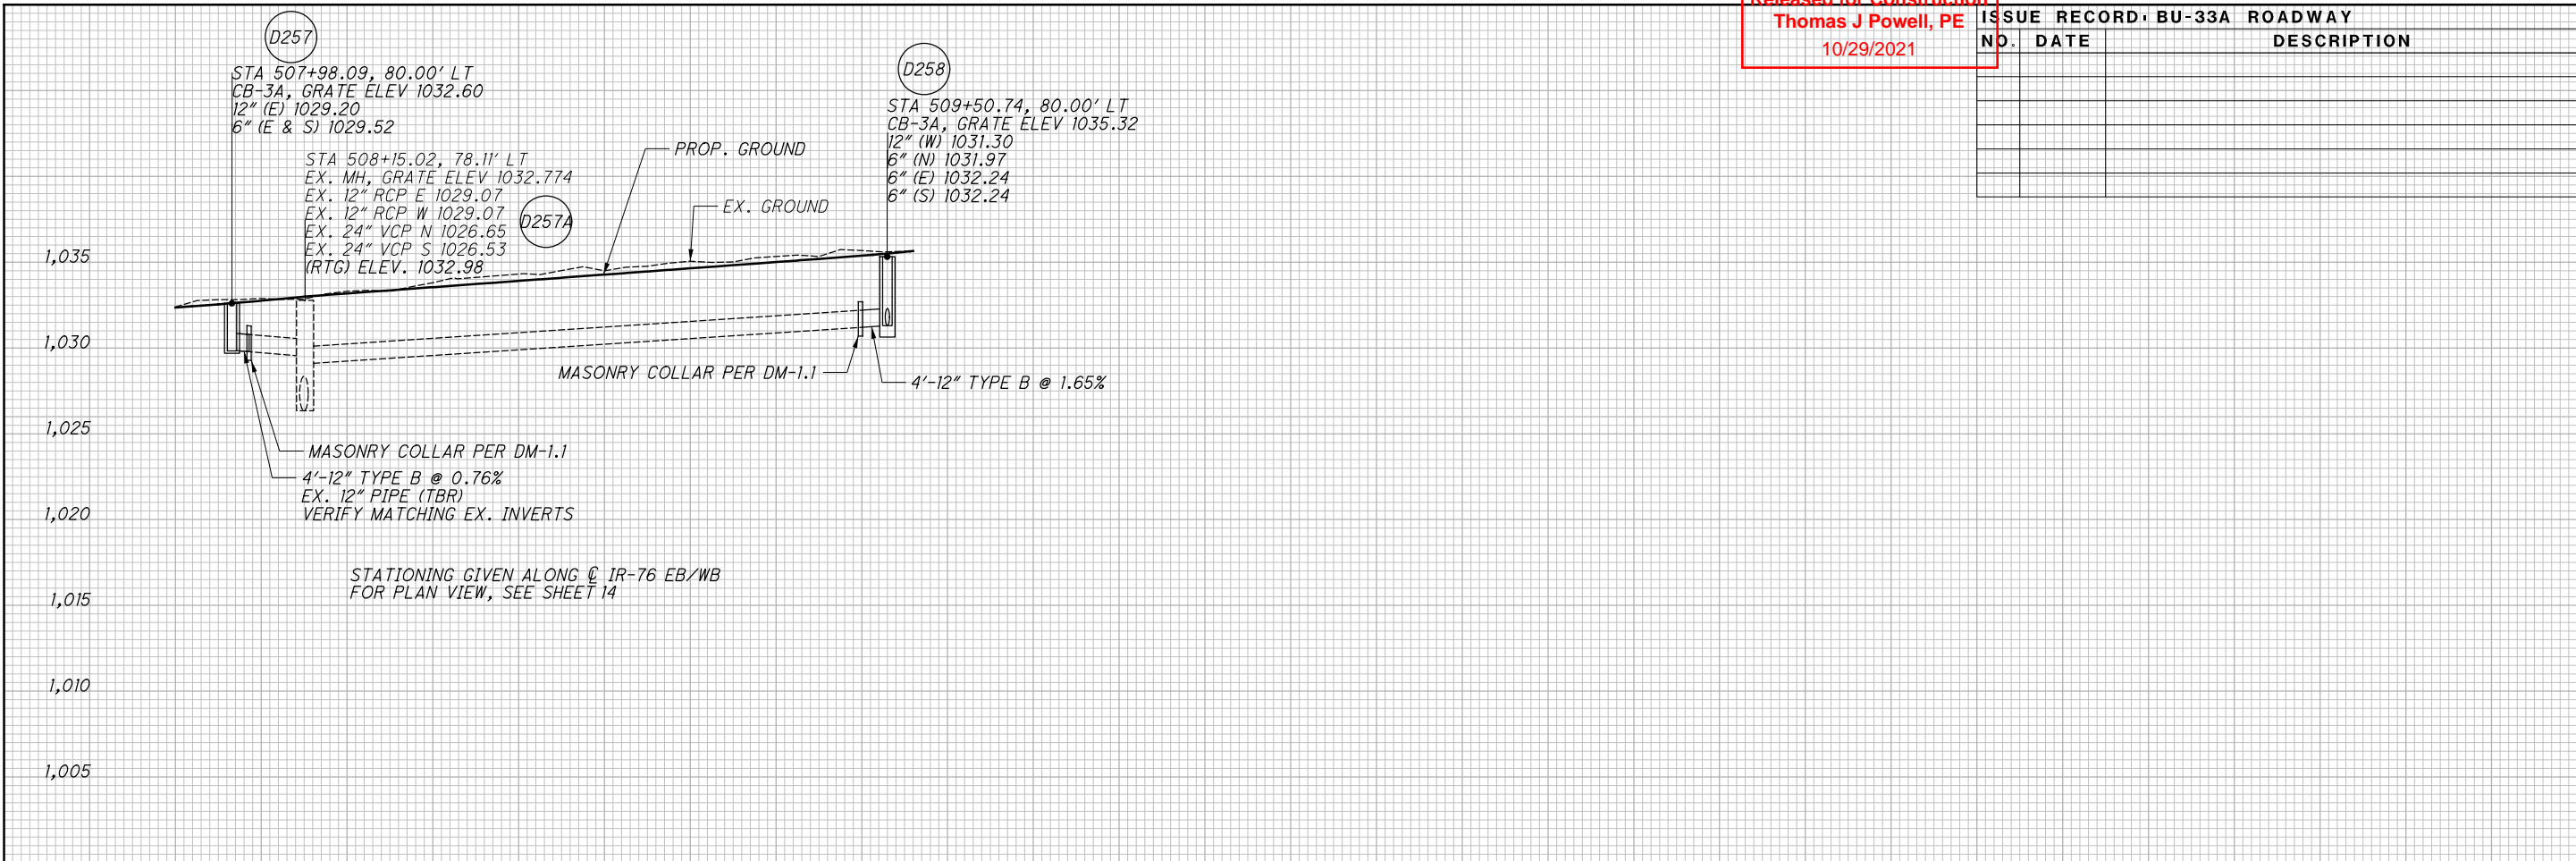 D257
STA 507+98.09, 80.00' LT
CB-3A, GRATE ELEV 1032.60
12" (E) 1029.20
6" (E & S) 1029.52
STA 508+15.02, 78.11' LT
EX. MH, GRATE ELEV 1032.774
EX. 12" RCP E 1029.07
EX. 12" RCP W 1029.07
EX. 24" VCP N 1026.65
EX. 24" VCP S 1026.53
(RTG) ELEV. 1032.98
D257A
PROP. GROUND
EX. GROUND
D258
STA 509+50.74, 80.00' LT
CB-3A, GRATE ELEV 1035.32
12" (W) 1031.30
6" (N) 1031.97
6" (E) 1032.24
6" (S) 1032.24
Released for Construction
Thomas J Powell, PE
10/29/2021
ISSUE RECORD: BU-33A ROADWAY
NO. DATE DESCRIPTION
1,035
1,030
1,025
1,020
1,015
1,010
1,005
MASONRY COLLAR PER DM-1.1
4'-12" TYPE B @ 1.65%
MASONRY COLLAR PER DM-1.1
4'-12" TYPE B @ 0.76%
EX. 12" PIPE (TBR)
VERIFY MATCHING EX. INVERTS
STATIONING GIVEN ALONG ℄ IR-76 EB/WB
FOR PLAN VIEW, SEE SHEET 14